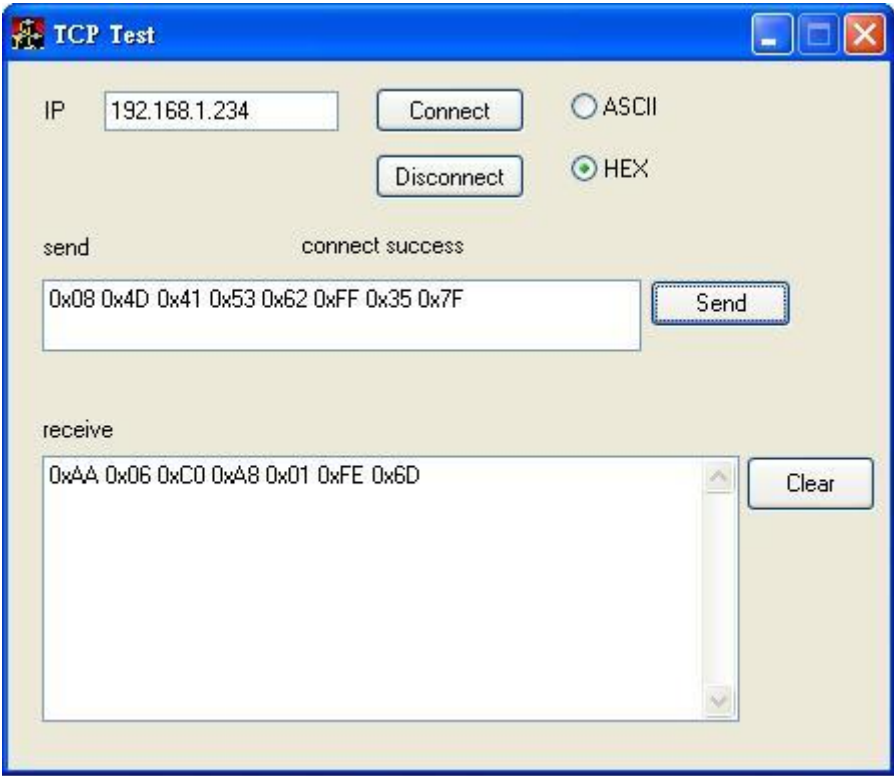 TCP Test
IP 192.168.1.234 Connect ASCII
Disconnect HEX
send connect success
0x08 0x4D 0x41 0x53 0x62 0xFF 0x35 0x7F Send
receive
0xAA 0x06 0xC0 0xA8 0x01 0xFE 0x6D Clear